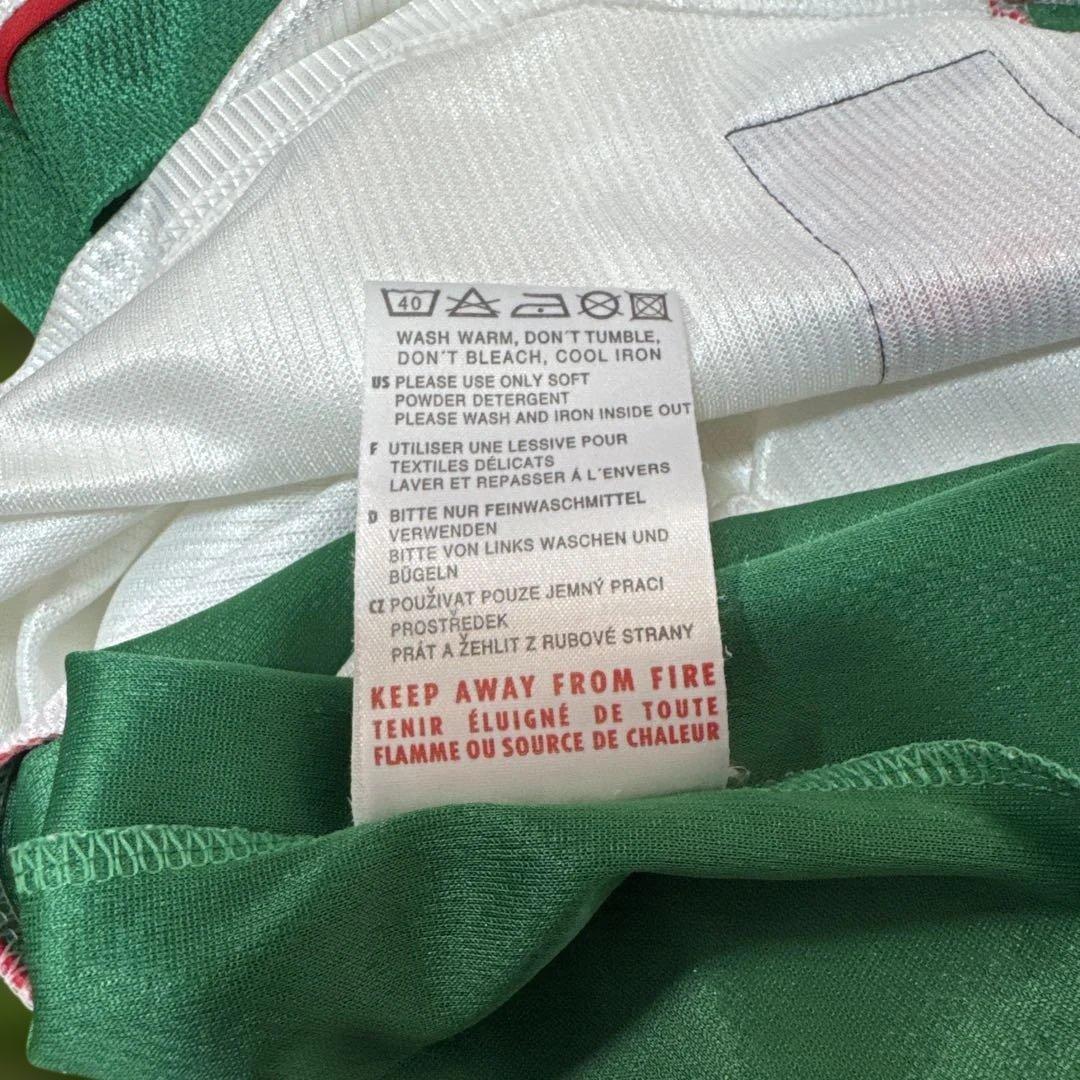 40
WASH WARM, DON´T TUMBLE,
DON´T BLEACH, COOL IRON
US PLEASE USE ONLY SOFT
POWDER DETERGENT
PLEASE WASH AND IRON INSIDE OUT
F UTILISER UNE LESSIVE POUR
TEXTILES DÉLICATS
LAVER ET REPASSER Á L´ENVERS
D BITTE NUR FEINWASCHMITTEL
VERWENDEN
BITTE VON LINKS WASCHEN UND
BÜGELN
CZ POUŽIVAT POUZE JEMNÝ PRACI
PROSTŘEDEK
PRÁT A ŽEHLIT Z RUBOVÉ STRANY
KEEP AWAY FROM FIRE
TENIR ÉLUIGNÉ DE TOUTE
FLAMME OU SOURCE DE CHALEUR